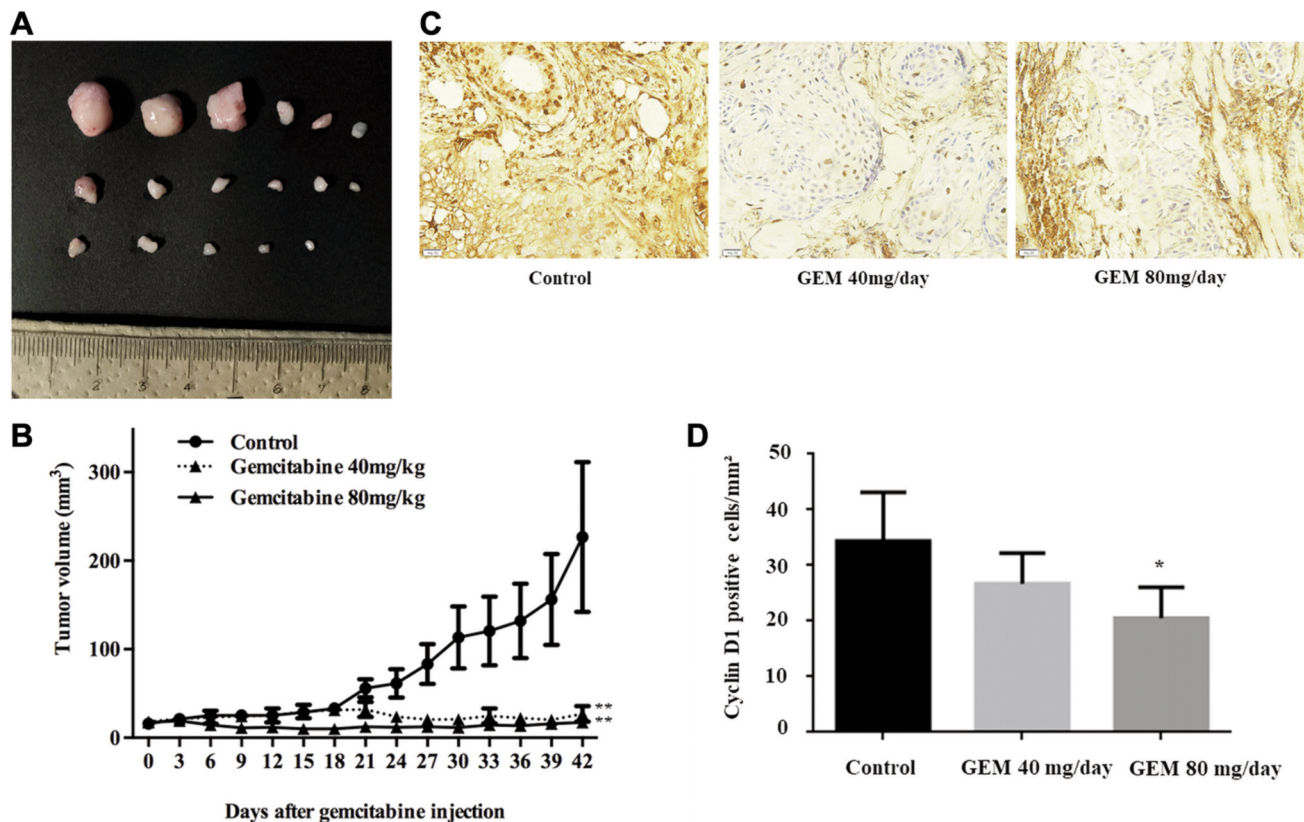 A
2 3 4 6 7 8
C
Control
GEM 40mg/day
GEM 80mg/day
B
Tumor volume (mm³)
300
200
100
0
Control
Gemcitabine 40mg/kg
Gemcitabine 80mg/kg
**
**
0 3 6 9 12 15 18 21 24 27 30 33 36 39 42
Days after gemcitabine injection
D
Cyclin D1 positive cells/mm²
50
40
30
20
10
0
*
Control
GEM 40 mg/day
GEM 80 mg/day